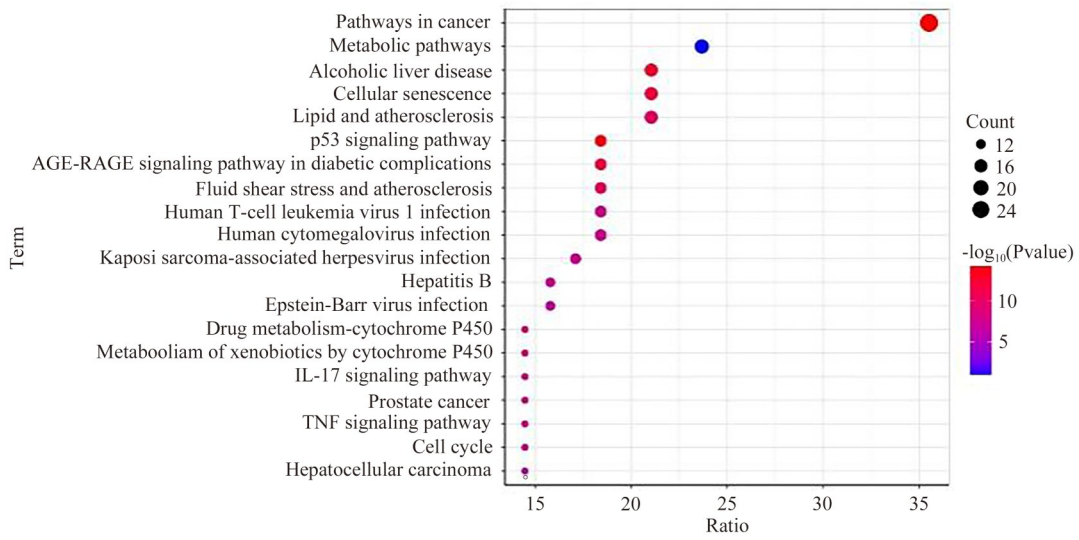 Pathways in cancer
Metabolic pathways
Alcoholic liver disease
Cellular senescence
Lipid and atherosclerosis
p53 signaling pathway
AGE-RAGE signaling pathway in diabetic complications
Fluid shear stress and atherosclerosis
Human T-cell leukemia virus 1 infection
Human cytomegalovirus infection
Kaposi sarcoma-associated herpesvirus infection
Hepatitis B
Epstein-Barr virus infection
Drug metabolism-cytochrome P450
Metabooliam of xenobiotics by cytochrome P450
IL-17 signaling pathway
Prostate cancer
TNF signaling pathway
Cell cycle
Hepatocellular carcinoma
Term
15 20 25 30 35
Ratio
Count
12
16
20
24
-log₁₀(Pvalue)
10
5